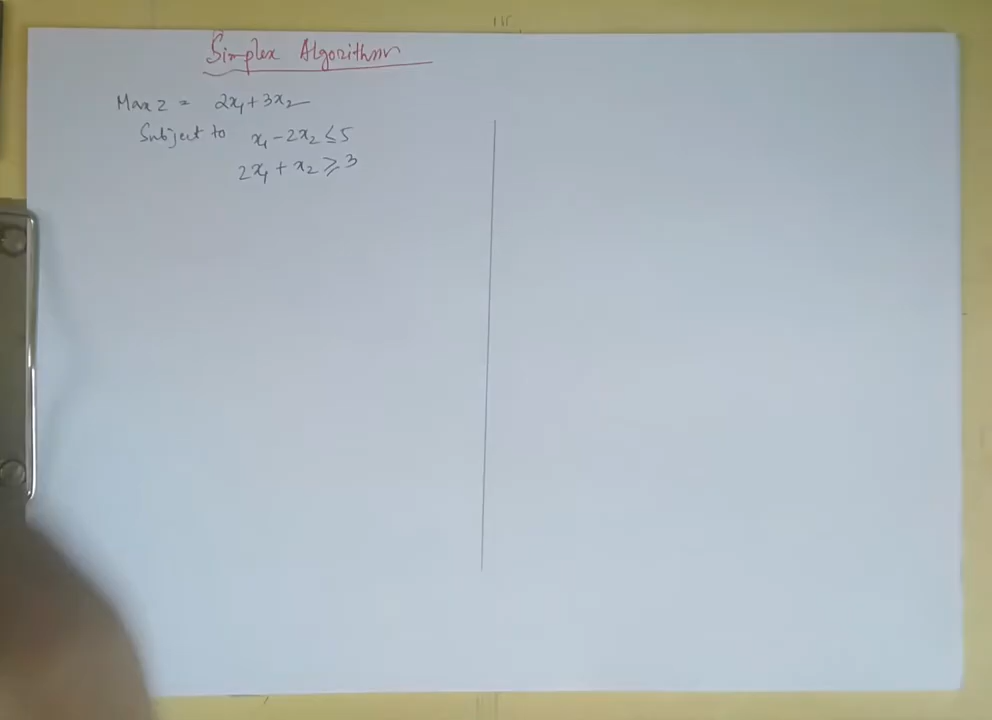 Simplex Algorithm
Max z = 2x₁ + 3x₂
Subject to x₁ - 2x₂ ≤ 5
2x₁ + x₂ ≥ 3